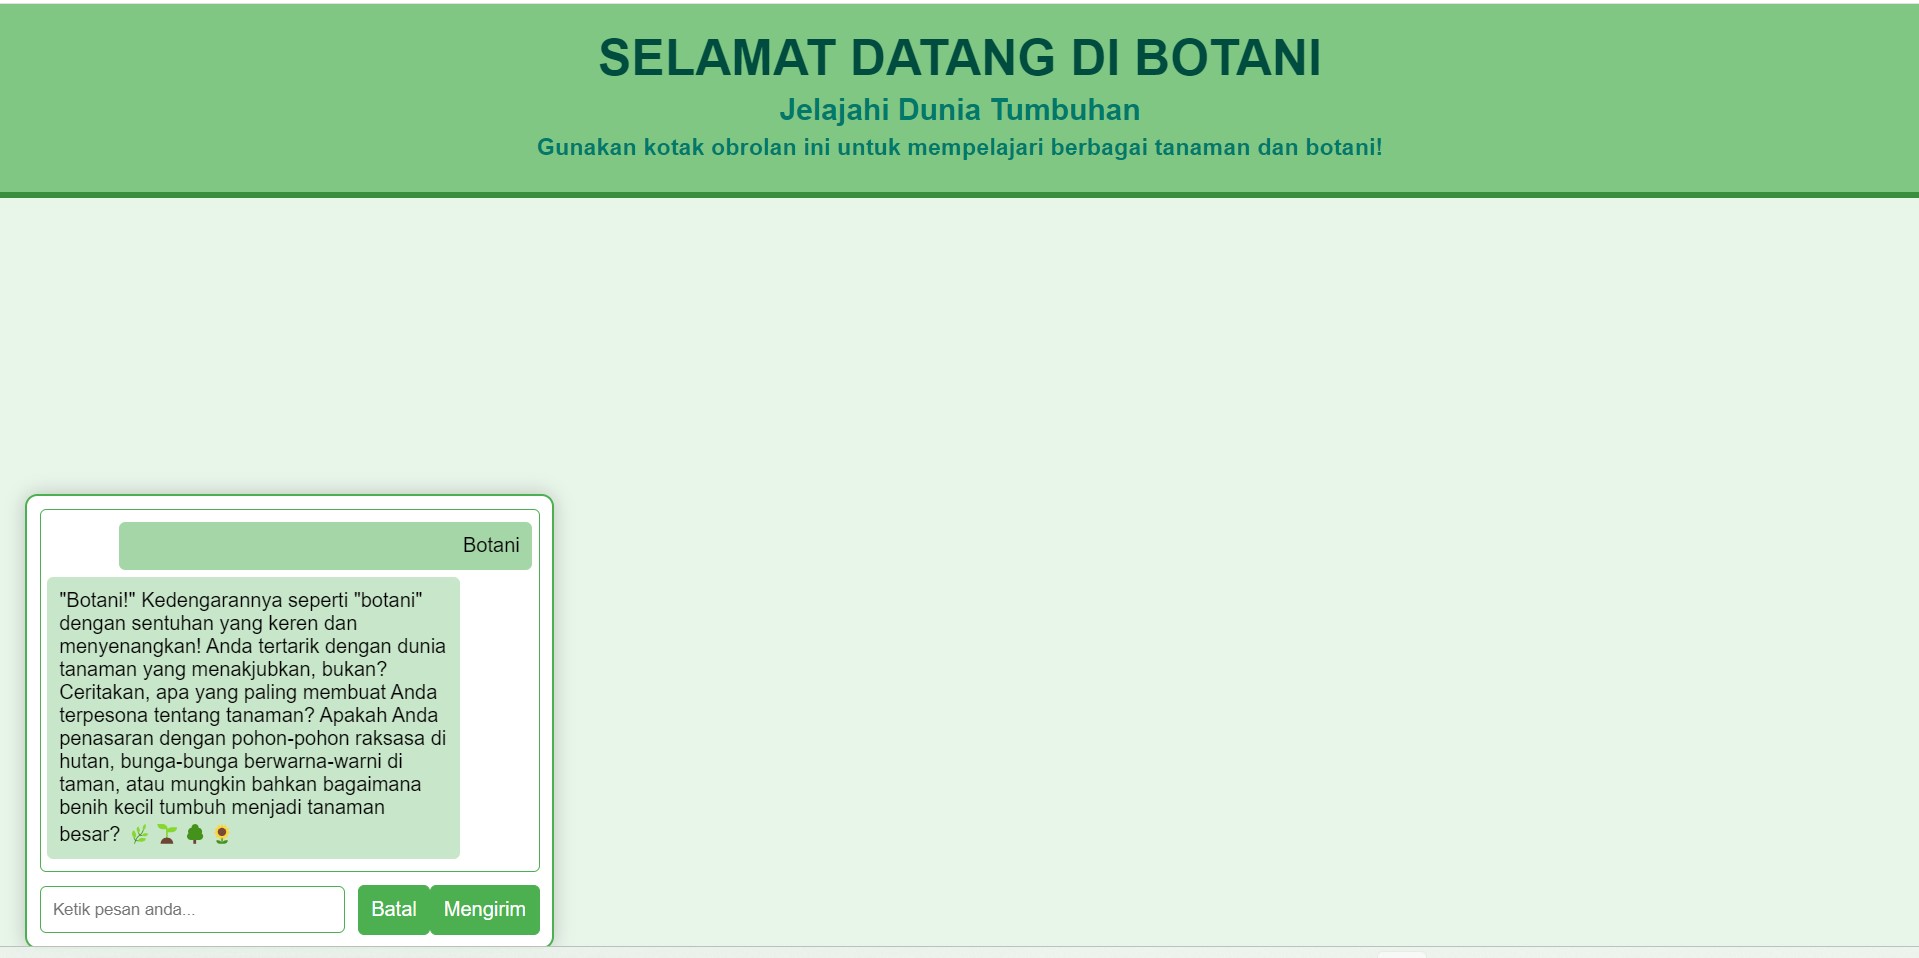 SELAMAT DATANG DI BOTANI
Jelajahi Dunia Tumbuhan
Gunakan kotak obrolan ini untuk mempelajari berbagai tanaman dan botani!
Botani
"Botani!" Kedengarannya seperti "botani"
dengan sentuhan yang keren dan
menyenangkan! Anda tertarik dengan dunia
tanaman yang menakjubkan, bukan?
Ceritakan, apa yang paling membuat Anda
terpesona tentang tanaman? Apakah Anda
penasaran dengan pohon-pohon raksasa di
hutan, bunga-bunga berwarna-warni di
taman, atau mungkin bahkan bagaimana
benih kecil tumbuh menjadi tanaman
besar? 🌿 🌱 🌳 🌻
Ketik pesan anda...
Batal
Mengirim